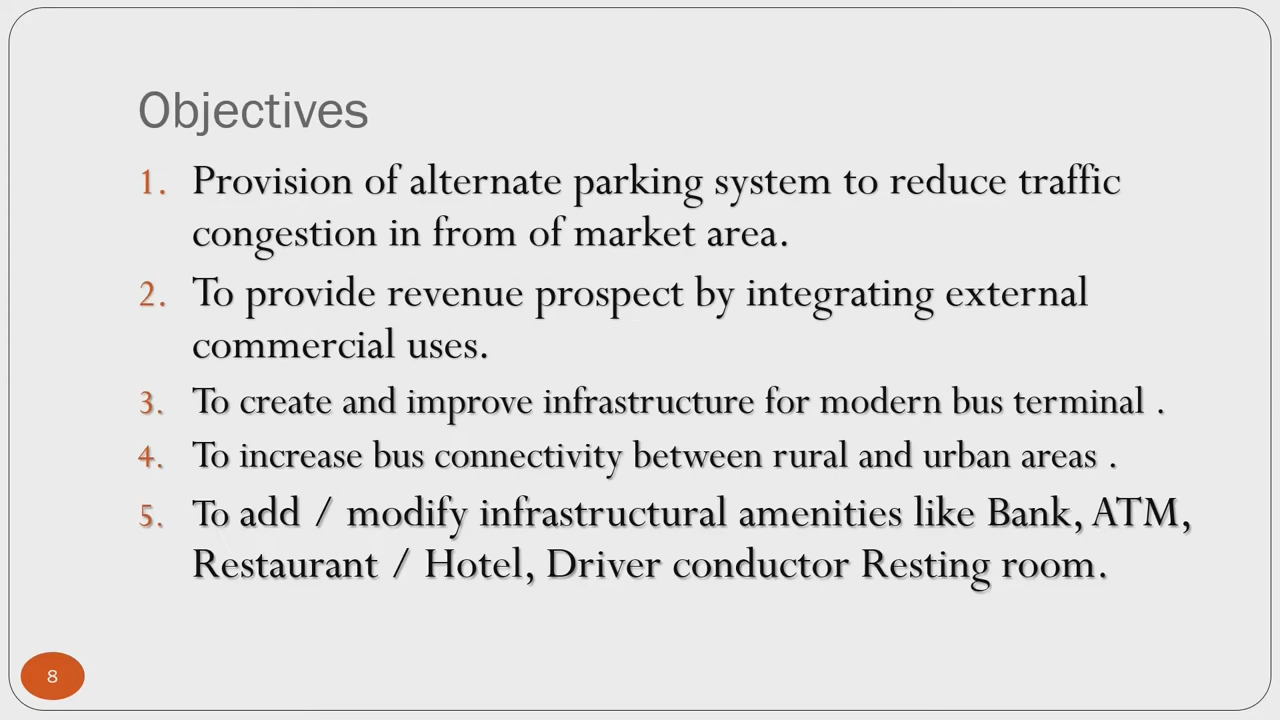 Objectives
1. Provision of alternate parking system to reduce traffic
congestion in from of market area.
2. To provide revenue prospect by integrating external
commercial uses.
3. To create and improve infrastructure for modern bus terminal .
4. To increase bus connectivity between rural and urban areas .
5. To add / modify infrastructural amenities like Bank, ATM,
Restaurant / Hotel, Driver conductor Resting room.
8